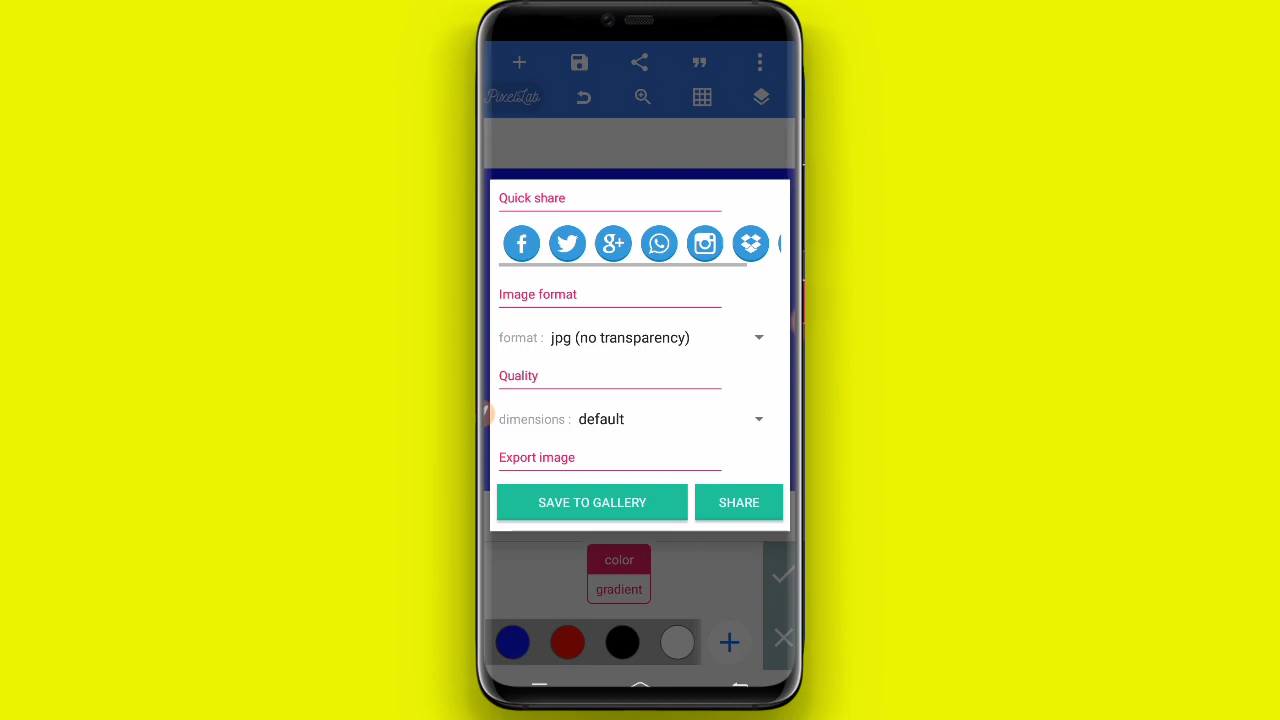 PixelLab
Quick share
f g+
Image format
format : jpg (no transparency)
Quality
dimensions : default
Export image
SAVE TO GALLERY SHARE
color
gradient